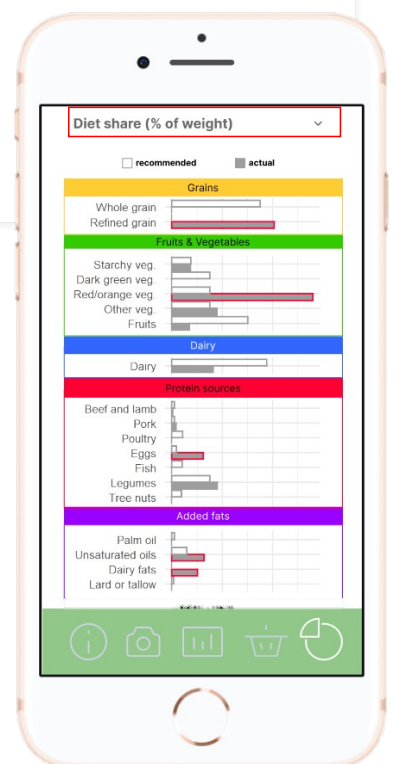 Diet share (% of weight)
recommended actual
Grains
Whole grain
Refined grain
Fruits & Vegetables
Starchy veg.
Dark green veg.
Red/orange veg.
Other veg.
Fruits
Dairy
Dairy
Protein sources
Beef and lamb
Pork
Poultry
Eggs
Fish
Legumes
Tree nuts
Added fats
Palm oil
Unsaturated oils
Dairy fats
Lard or tallow